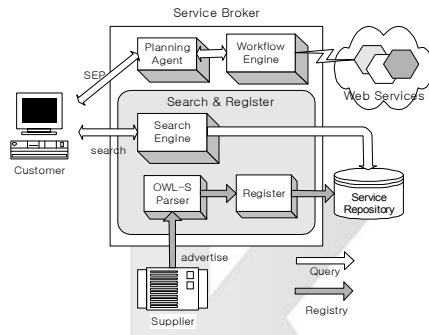 Service Broker
Planning
Agent
Workflow
Engine
SEP
Web Services
Search & Register
Search
Engine
search
Customer
OWL-S
Parser
Register
Service
Repository
advertise
Query
Registry
Supplier